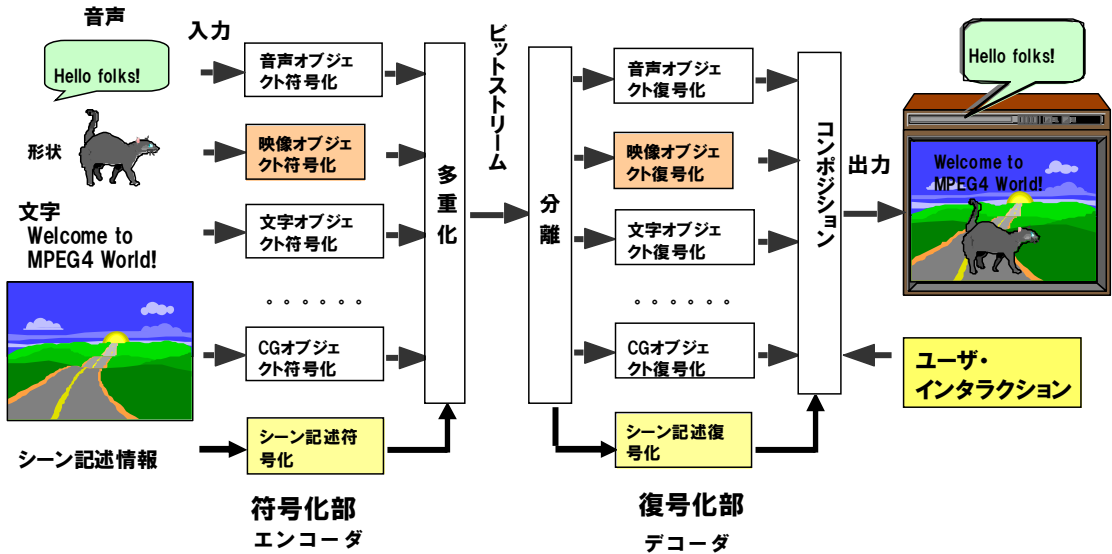 音声
Hello folks!
形状
文字
Welcome to
MPEG4 World!
シーン記述情報
入力
音声オブジェ
クト符号化
映像オブジェ
クト符号化
文字オブジェ
クト符号化
。。。。。。
CGオブジェ
クト符号化
シーン記述符
号化
符号化部
エンコーダ
多重化
ビットストリーム
分離
音声オブジェ
クト復号化
映像オブジェ
クト復号化
文字オブジェ
クト復号化
。。。。。。
CGオブジェ
クト復号化
シーン記述復
号化
復号化部
デコーダ
コンポジション
出力
Hello folks!
Welcome to
MPEG4 World!
ユーザ・
インタラクション